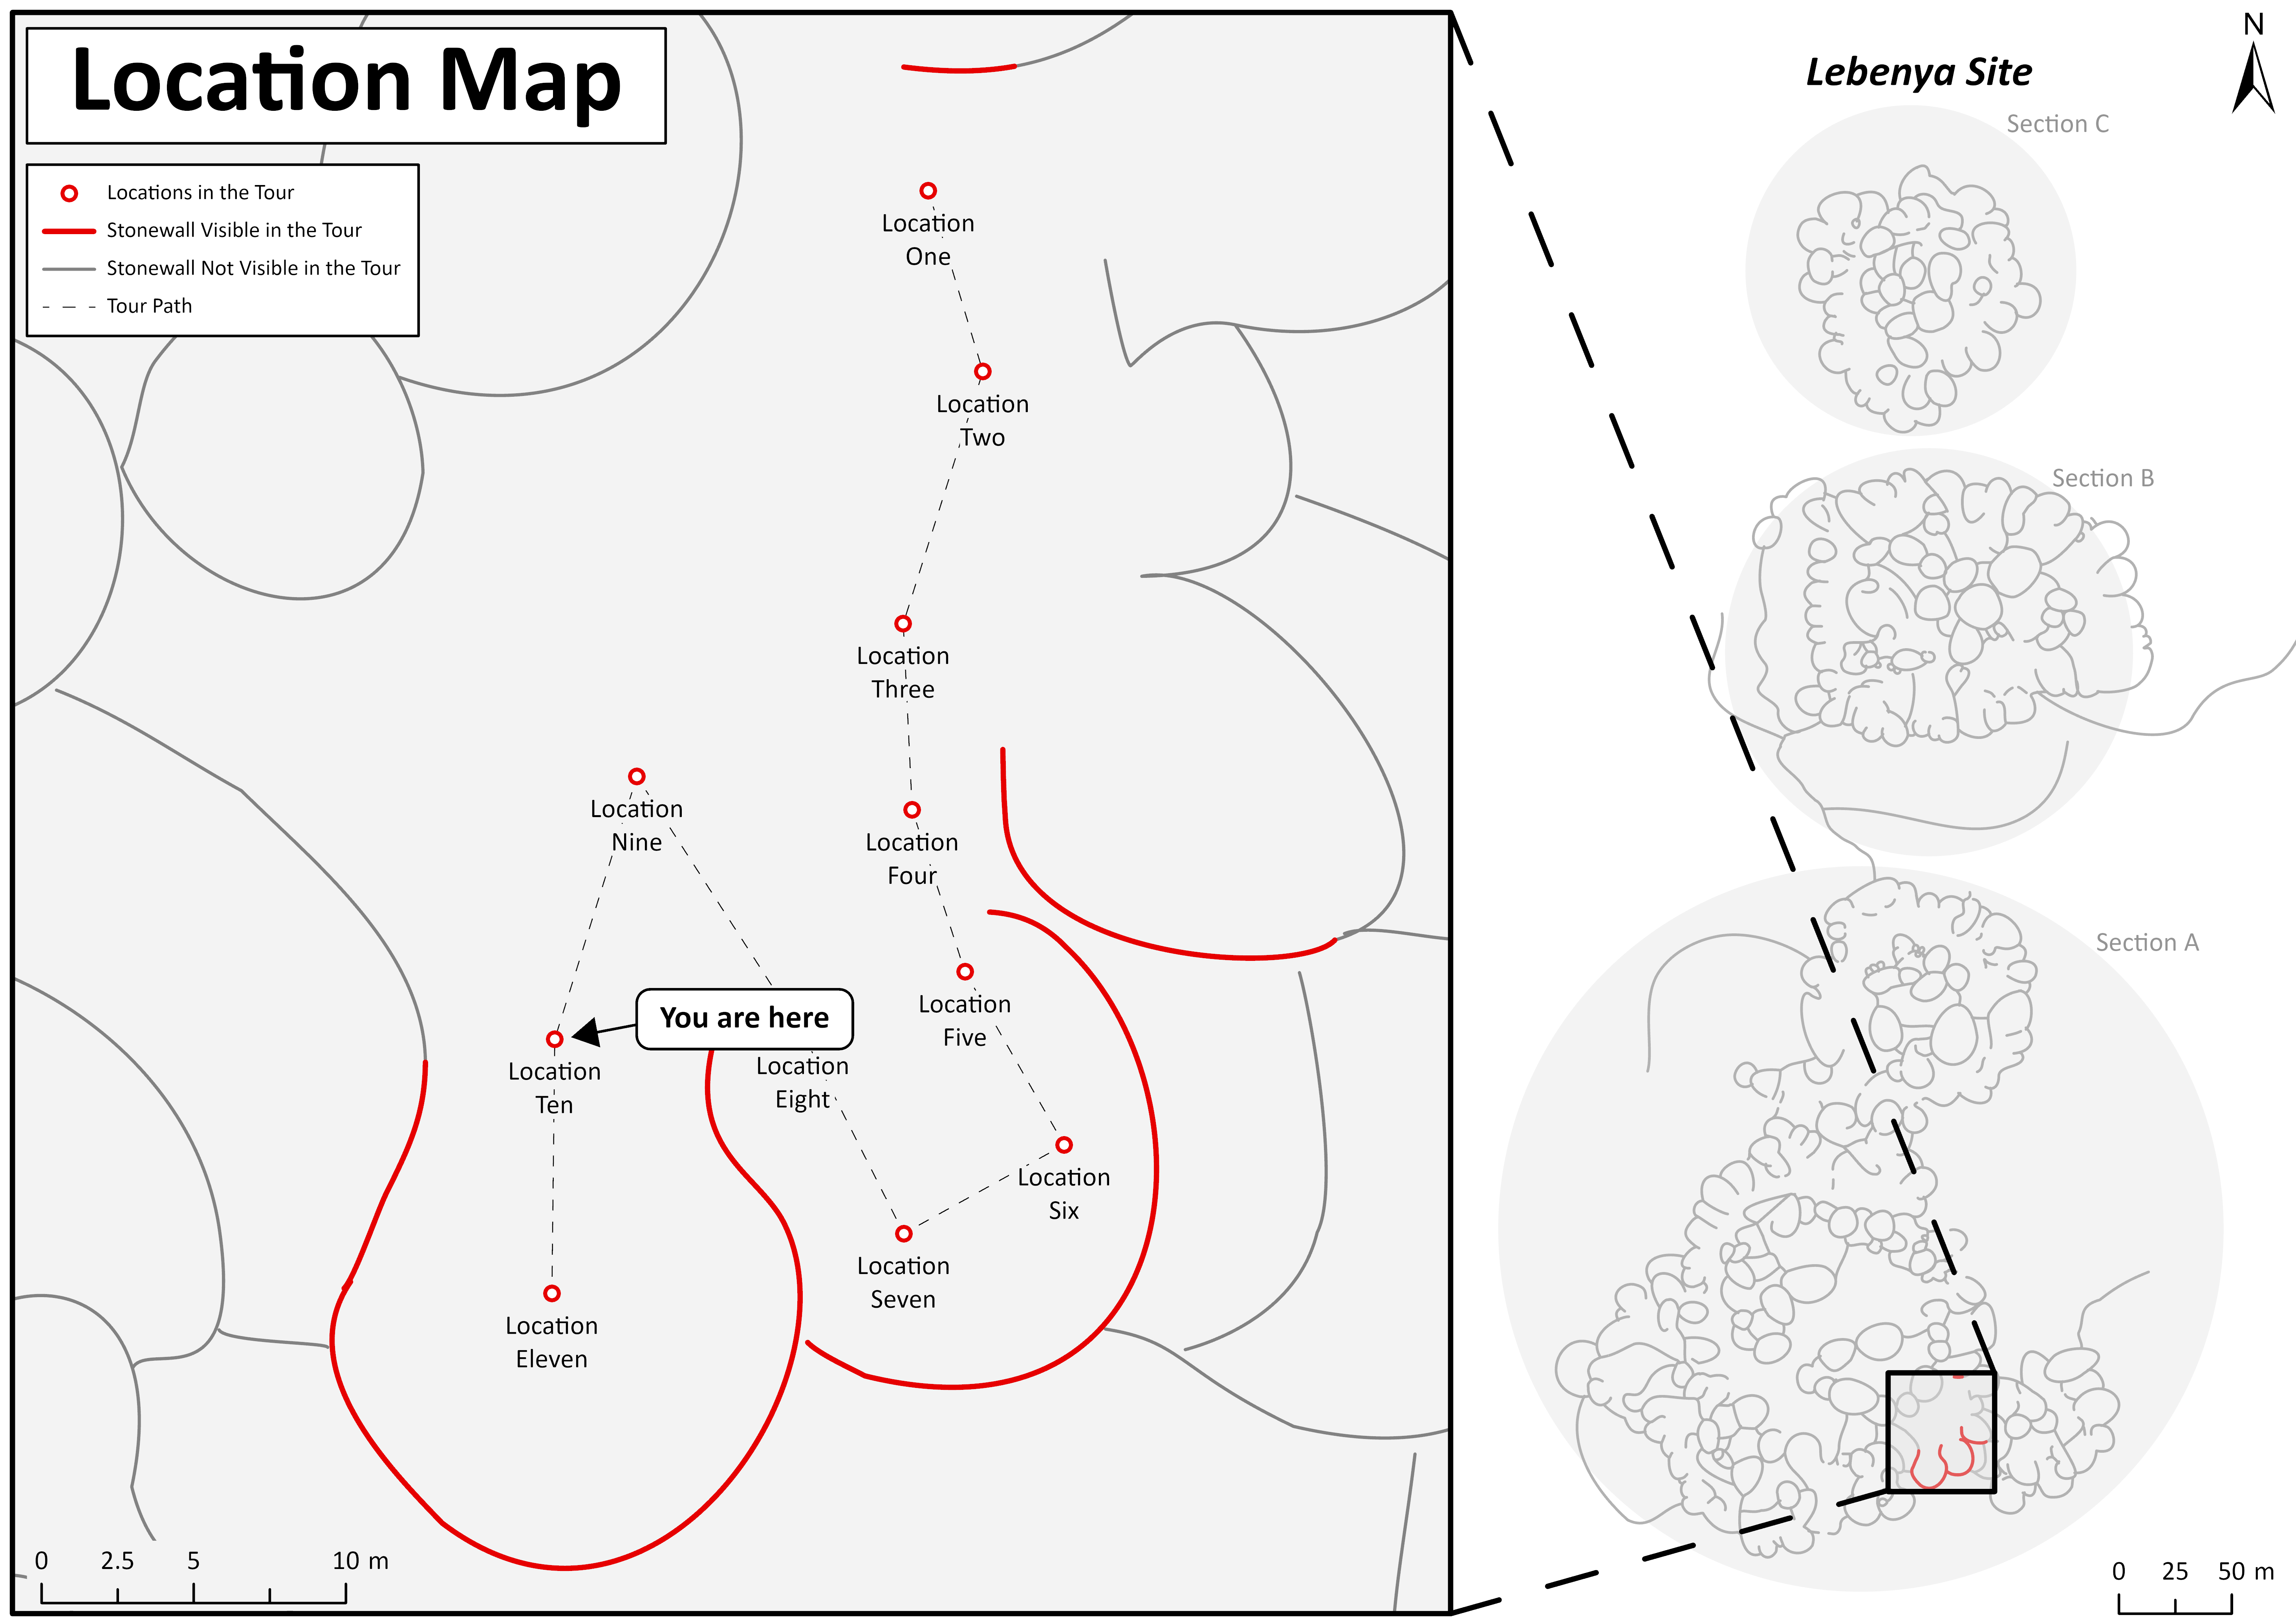 Location Map
Locations in the Tour
Stonewall Visible in the Tour
Stonewall Not Visible in the Tour
Tour Path
Location
One
Location
Two
Location
Three
Location
Four
Location
Five
Location
Six
Location
Seven
Location
Eight
Location
Nine
You are here
Location
Ten
Location
Eleven
0 2.5 5 10 m
Lebenya Site
N
Section C
Section B
Section A
0 25 50 m